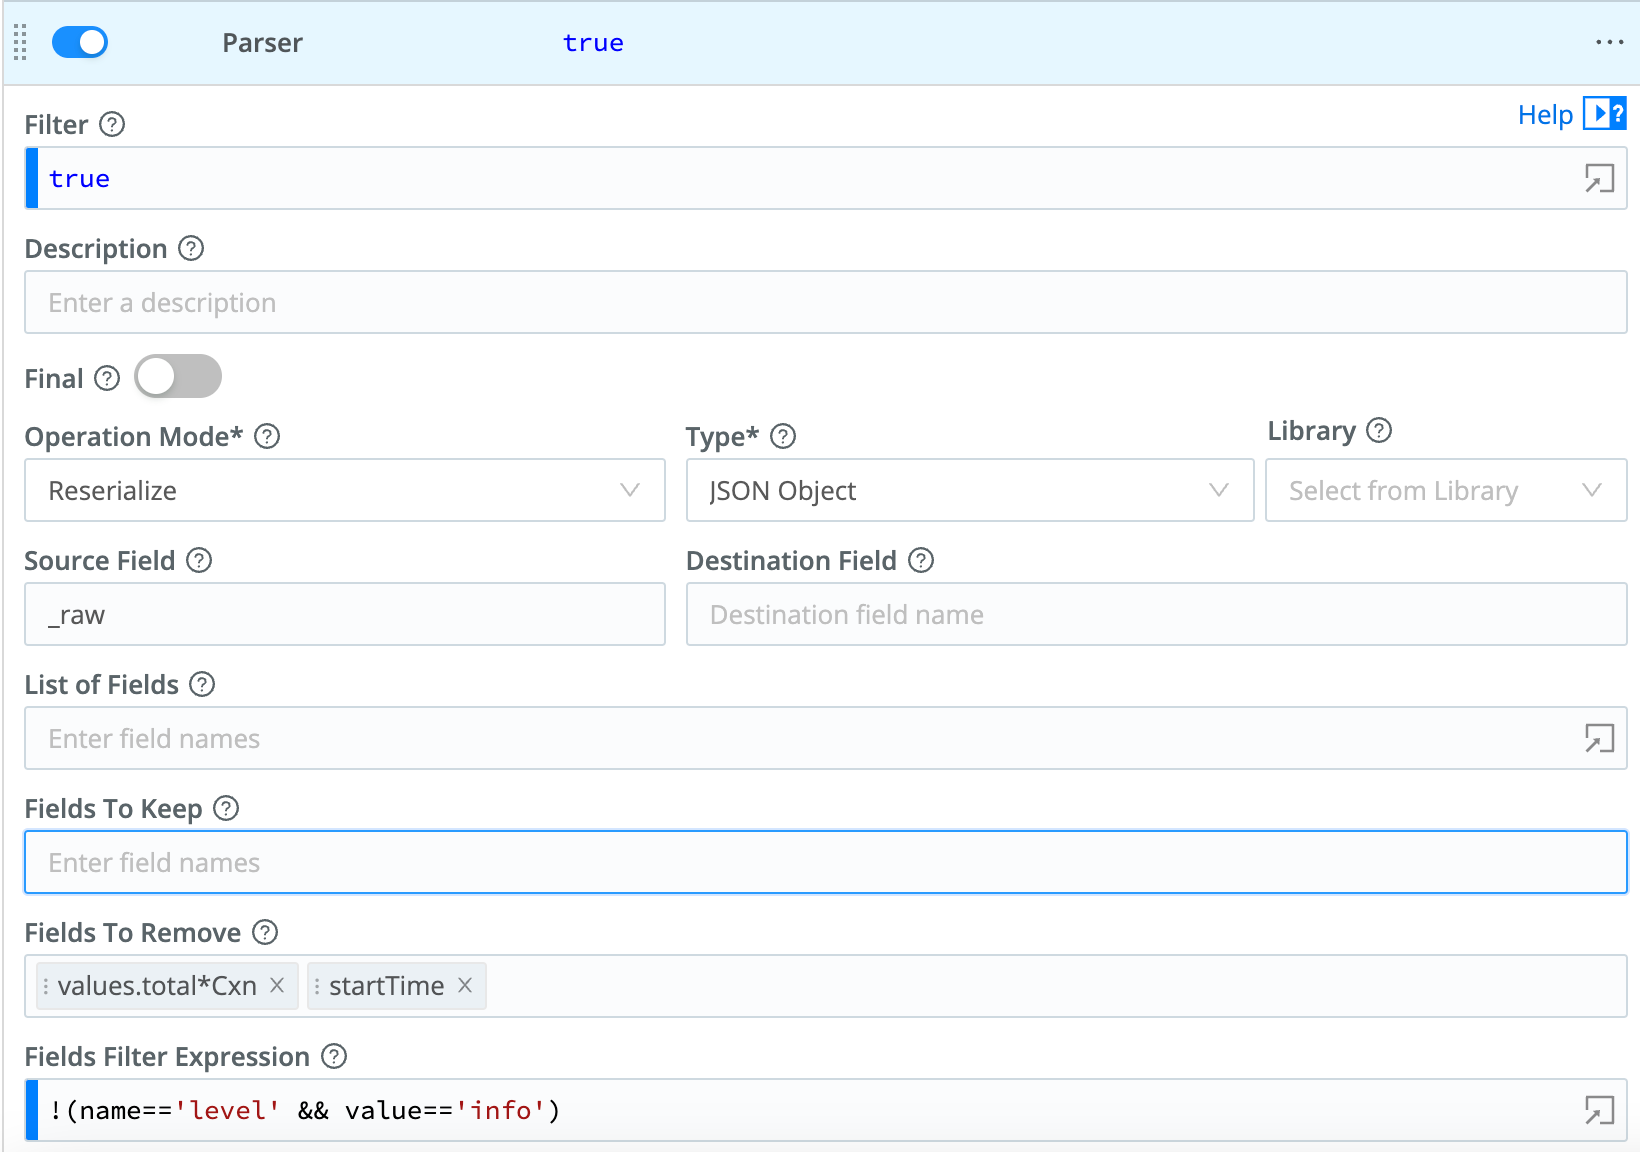 Parser true ...
Help
Filter ?
true
Description ?
Enter a description
Final ?
Operation Mode* ? Type* ? Library ?
Reserialize JSON Object Select from Library
Source Field ? Destination Field ?
_raw Destination field name
List of Fields ?
Enter field names
Fields To Keep ?
Enter field names
Fields To Remove ?
values.total*Cxn × startTime ×
Fields Filter Expression ?
!(name=='level' && value=='info')